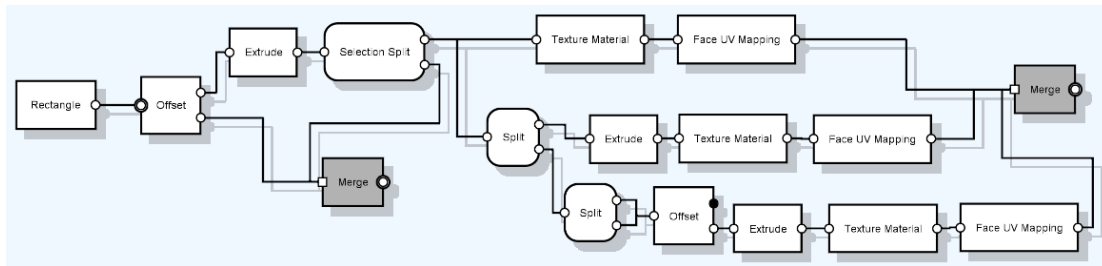 Rectangle
Offset
Extrude
Selection Split
Texture Material
Face UV Mapping
Merge
Merge
Split
Extrude
Texture Material
Face UV Mapping
Split
Offset
Extrude
Texture Material
Face UV Mapping